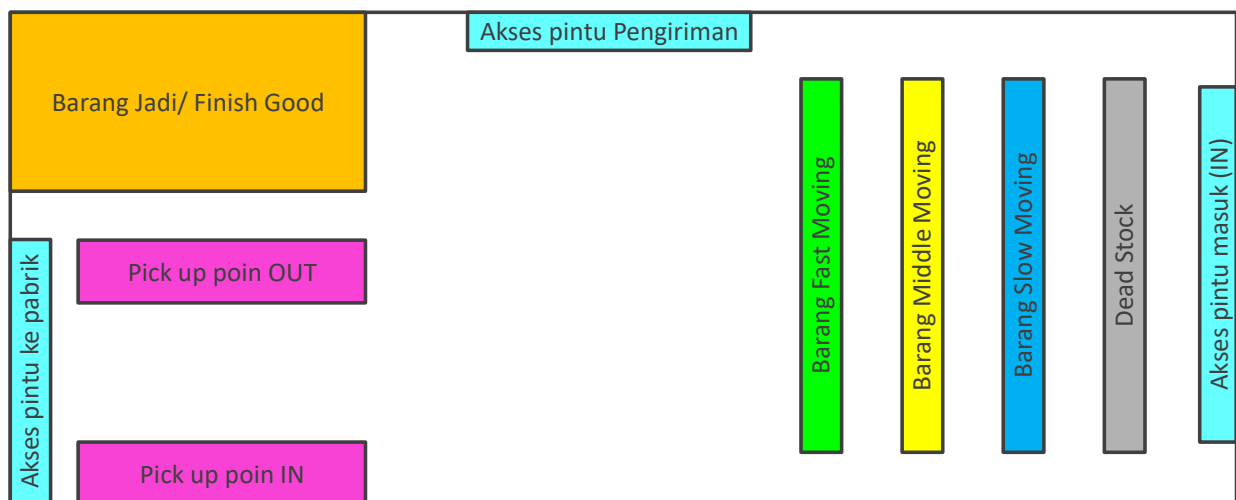 Akses pintu Pengiriman
Barang Jadi/ Finish Good
Pick up poin OUT
Pick up poin IN
Akses pintu ke pabrik
Barang Fast Moving
Barang Middle Moving
Barang Slow Moving
Dead Stock
Akses pintu masuk (IN)